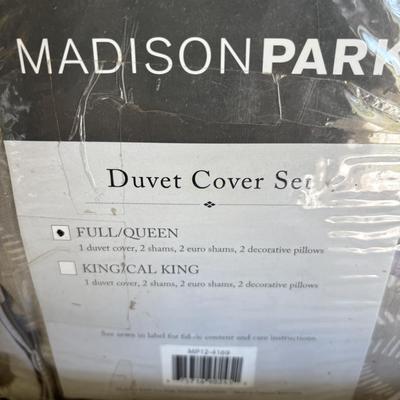 MADISON PARK
Duvet Cover Set
FULL/QUEEN
1 duvet cover, 2 shams, 2 euro shams, 2 decorative pillows
KING/CAL KING
1 duvet cover, 2 shams, 2 euro shams, 2 decorative pillows
See sewn in label for fabric content and care instructions.
MP12-4169